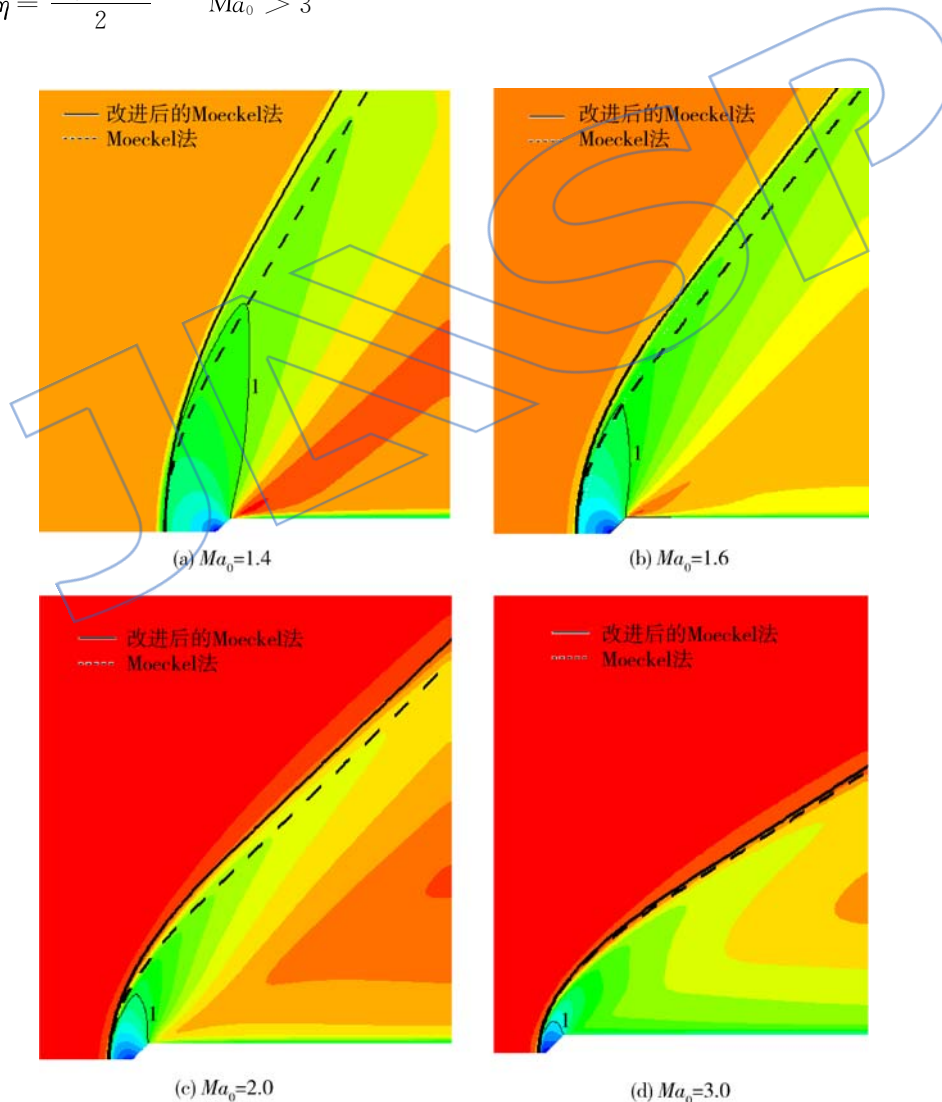 η = 2 Ma₀ > 3
改进后的Moeckel法
Moeckel法
改进后的Moeckel法
Moeckel法
1
1
(a) Ma₀=1.4
(b) Ma₀=1.6
改进后的Moeckel法
Moeckel法
改进后的Moeckel法
Moeckel法
1
1
(c) Ma₀=2.0
(d) Ma₀=3.0
JWSP